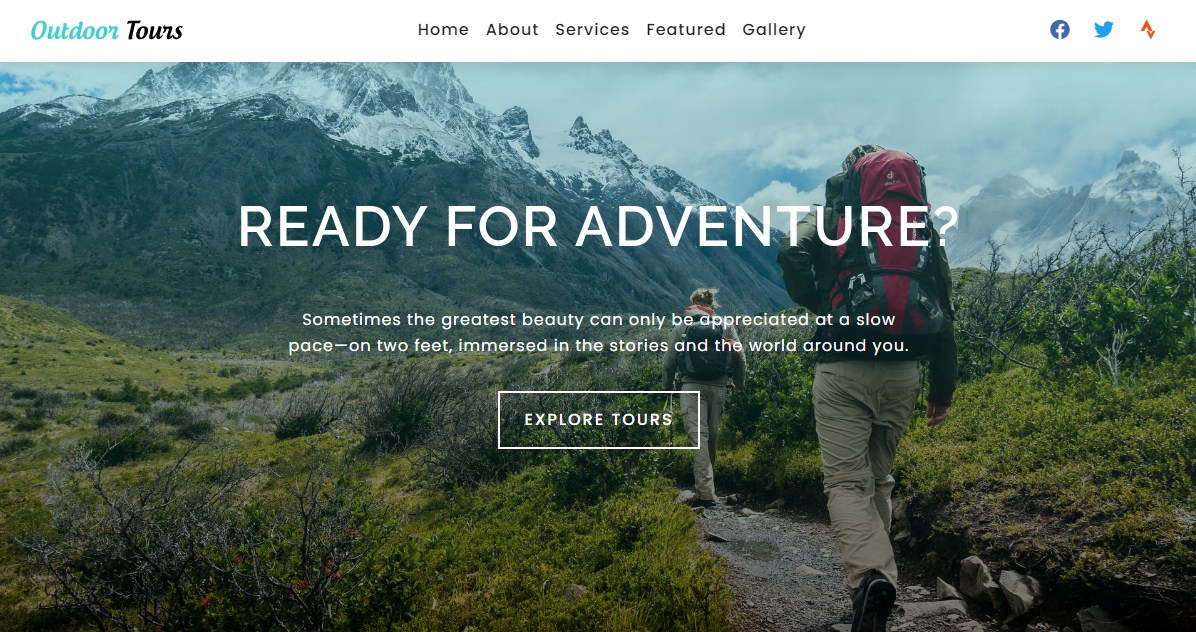 Outdoor Tours
Home About Services Featured Gallery
READY FOR ADVENTURE?
Sometimes the greatest beauty can only be appreciated at a slow
pace—on two feet, immersed in the stories and the world around you.
EXPLORE TOURS